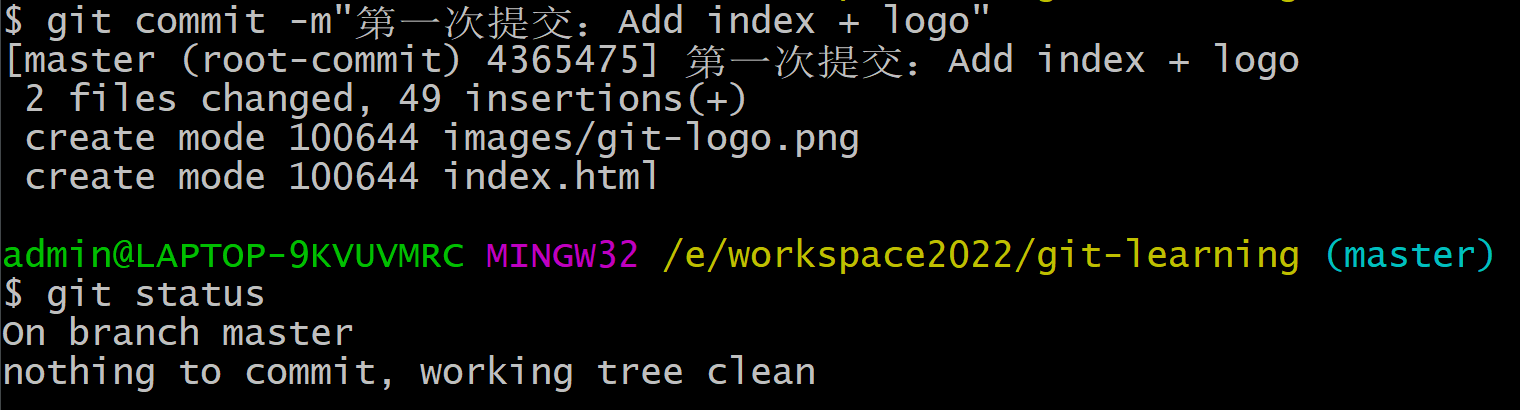 $ git commit -m"第一次提交：Add index + logo"
[master (root-commit) 4365475] 第一次提交：Add index + logo
 2 files changed, 49 insertions(+)
 create mode 100644 images/git-logo.png
 create mode 100644 index.html
admin@LAPTOP-9KVUVMRC MINGW32 /e/workspace2022/git-learning (master)
$ git status
On branch master
nothing to commit, working tree clean